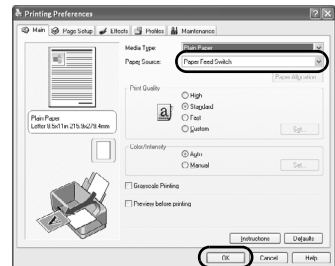 Printing Preferences
Main Page Setup Effects Profiles Maintenance
Media Type: Plain Paper
Paper Source: Paper Feed Switch
Paper Allocation...
Print Quality
High
Standard
Fast
Custom Set...
Plain Paper
Letter 8.5x11in 215.9x279.4mm
Color/Intensity
Auto
Manual Set...
Grayscale Printing
Preview before printing
Instructions Defaults
OK Cancel Help